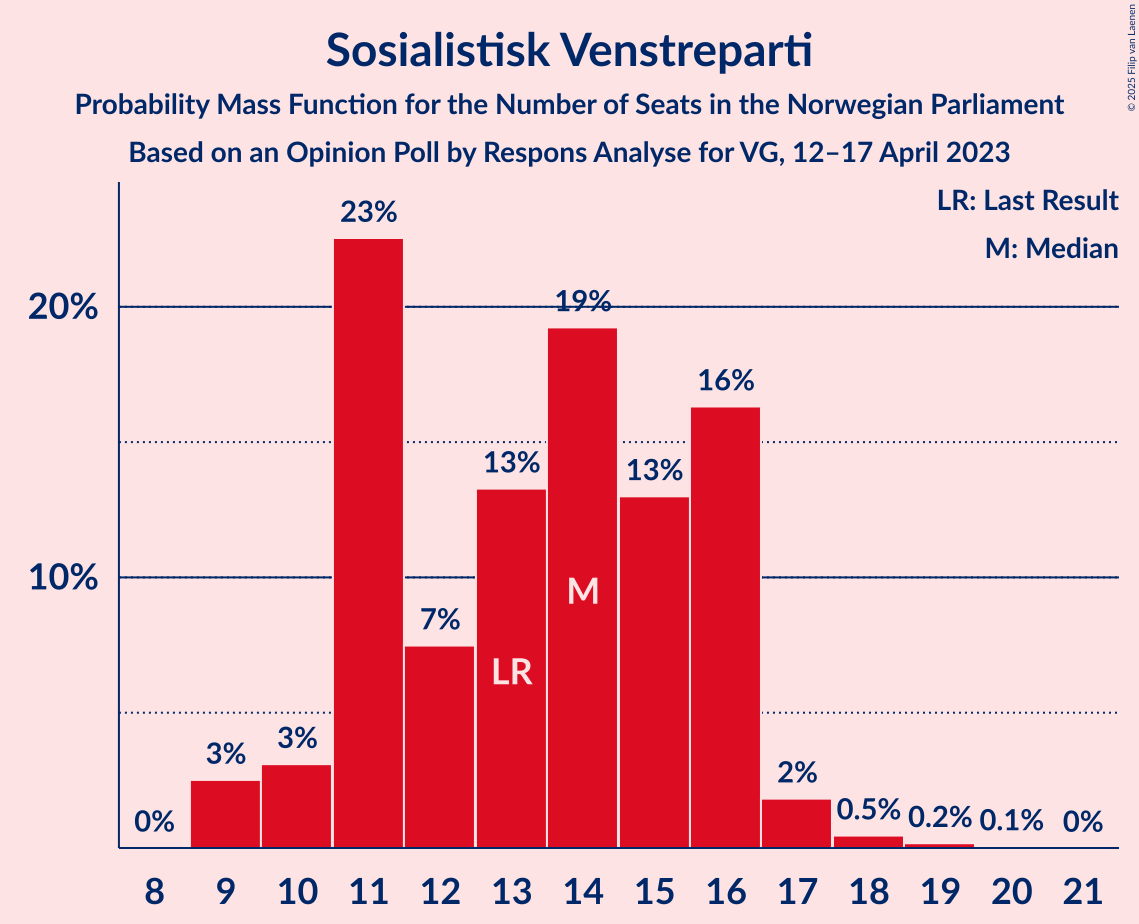 Sosialistisk Venstreparti
Probability Mass Function for the Number of Seats in the Norwegian Parliament
Based on an Opinion Poll by Respons Analyse for VG, 12–17 April 2023
© 2025 Filip van Laenen
LR: Last Result
M: Median
20%
10%
0%
3%
3%
23%
7%
13%
19%
13%
16%
2%
0.5%
0.2%
0.1%
0%
LR
M
8 9 10 11 12 13 14 15 16 17 18 19 20 21